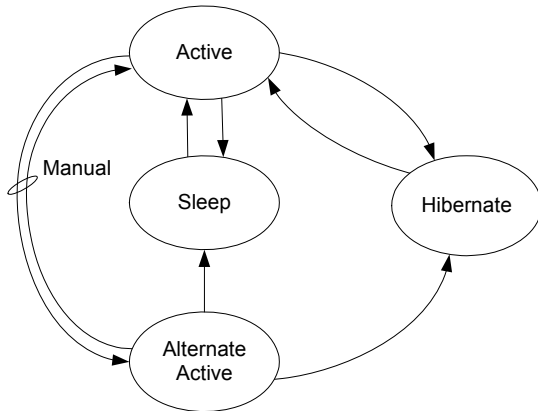 Active
Manual
Sleep
Hibernate
Alternate
Active